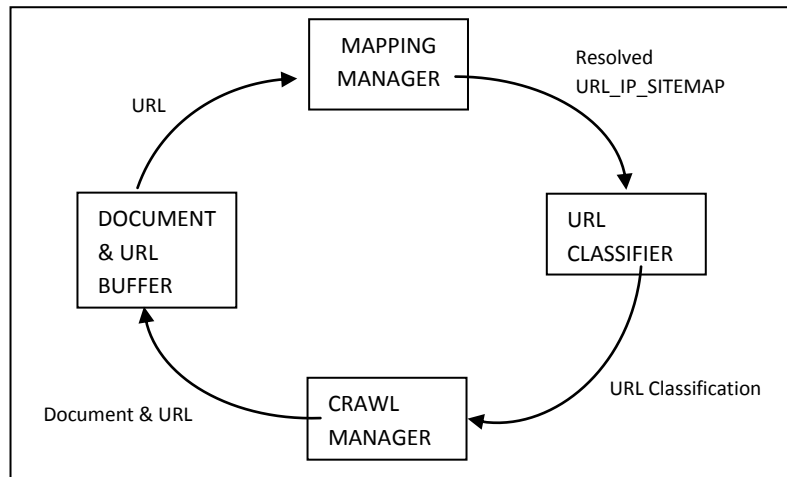 MAPPING
MANAGER
Resolved
URL_IP_SITEMAP
URL
DOCUMENT
& URL
BUFFER
URL
CLASSIFIER
URL Classification
CRAWL
MANAGER
Document & URL